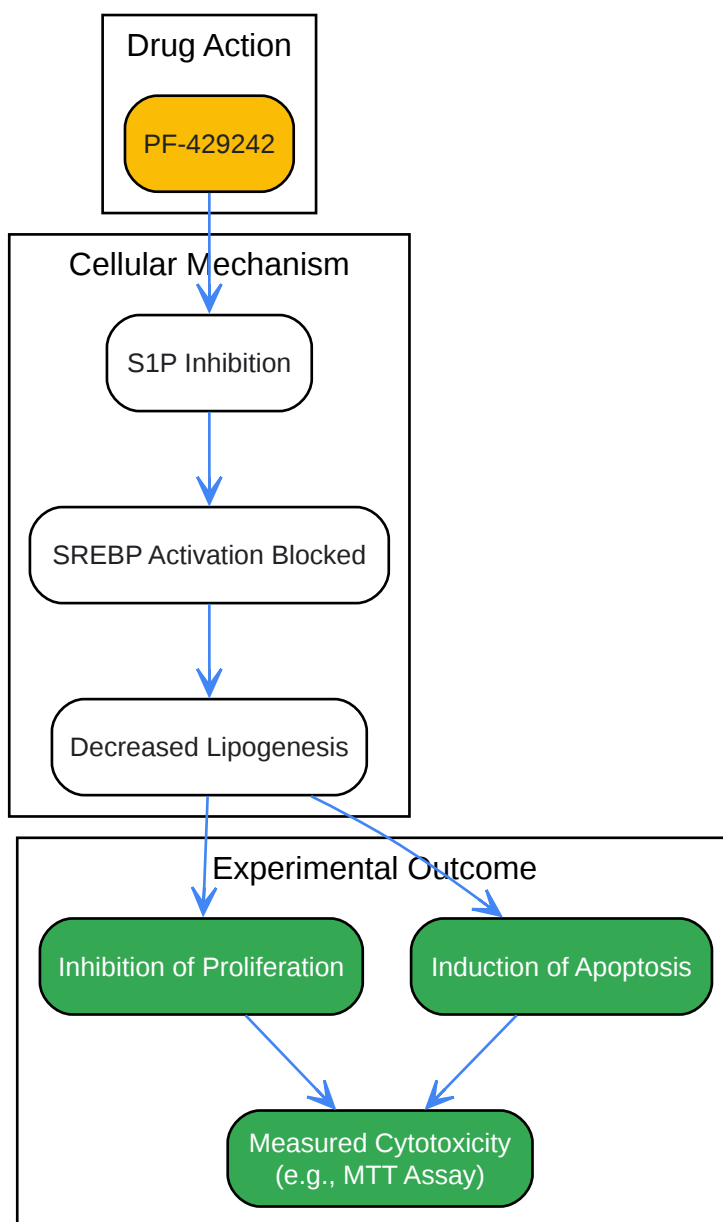 Drug Action
PF-429242
Cellular Mechanism
S1P Inhibition
SREBP Activation Blocked
Decreased Lipogenesis
Experimental Outcome
Inhibition of Proliferation
Induction of Apoptosis
Measured Cytotoxicity
(e.g., MTT Assay)